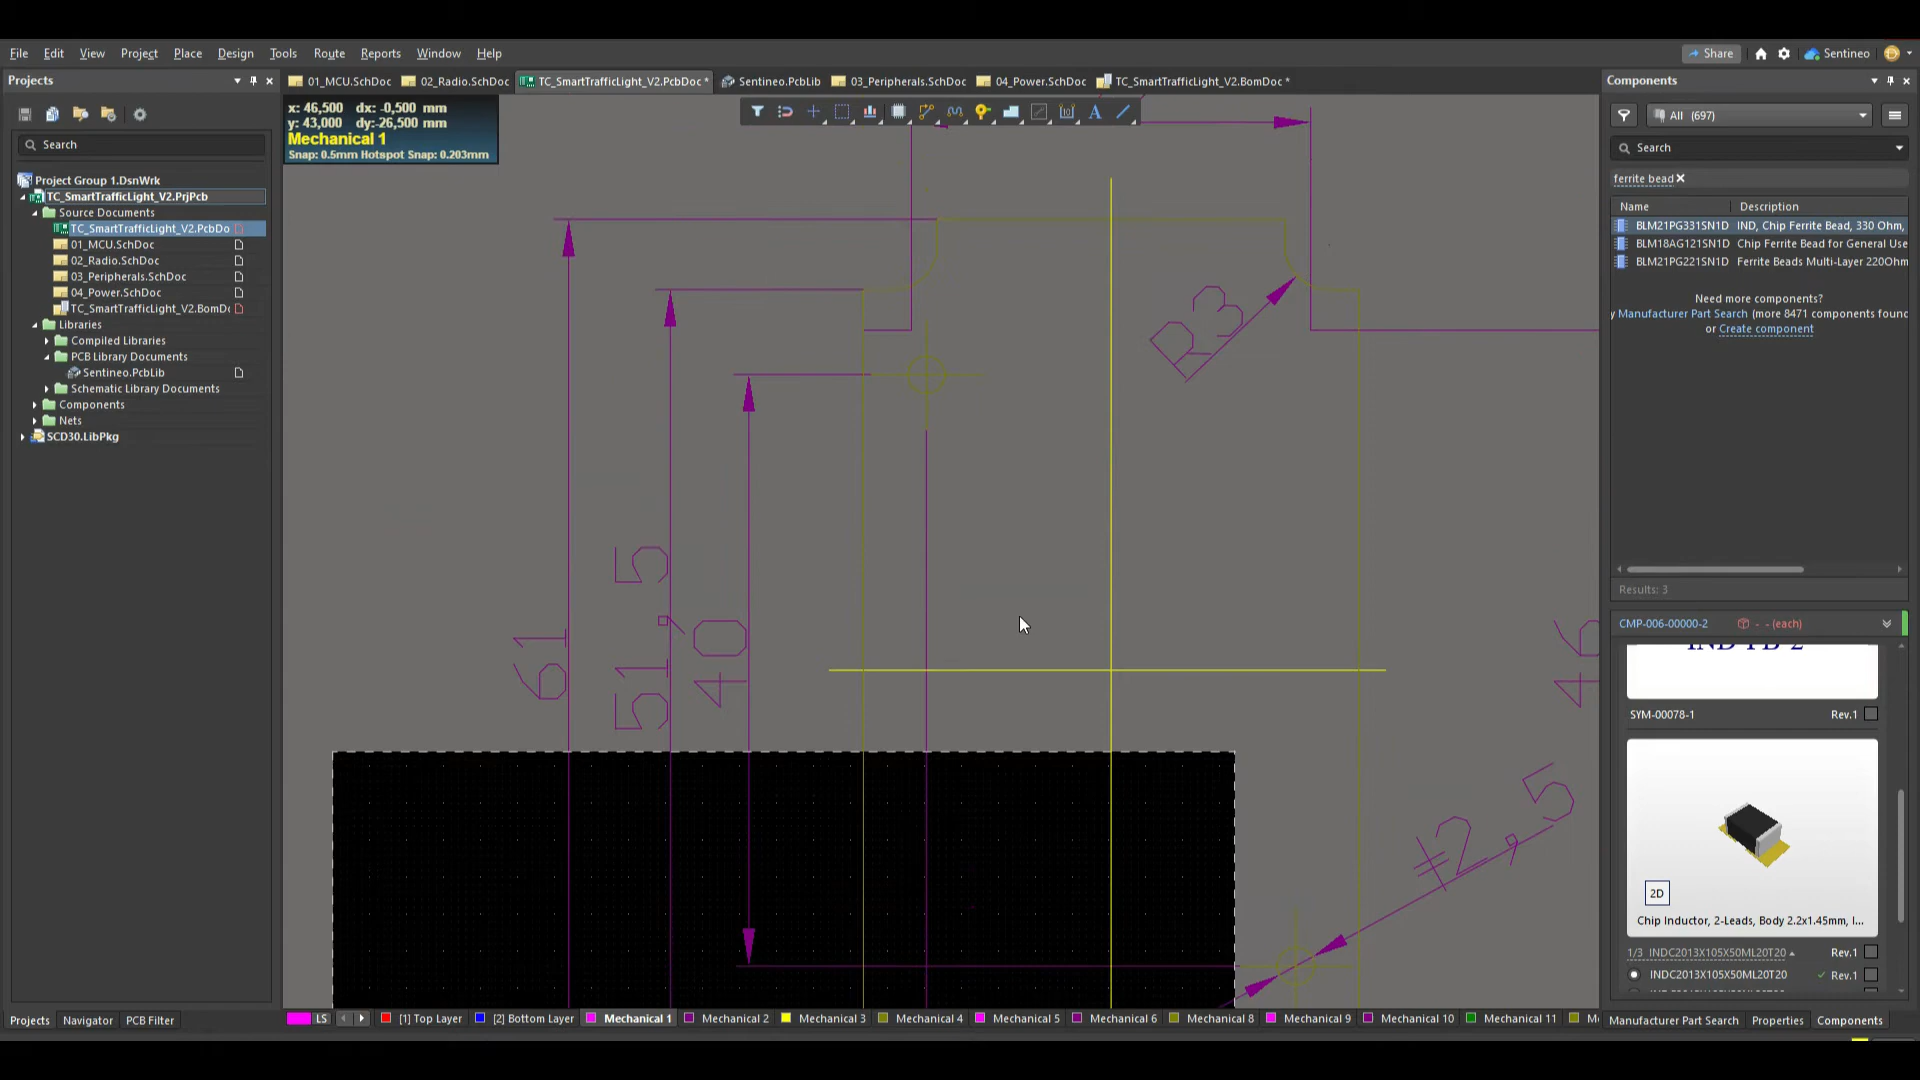 File Edit View Project Place Design Tools Route Reports Window Help
Share
Sentineo
Projects
01_MCU.SchDoc 02_Radio.SchDoc TC_SmartTrafficLight_V2.PcbDoc * Sentineo.PcbLib 03_Peripherals.SchDoc 04_Power.SchDoc TC_SmartTrafficLight_V2.BomDoc *
Components
x: 46,500 dx: -0,500 mm
y: 43,000 dy:-26,500 mm
Mechanical 1
Snap: 0.5mm Hotspot Snap: 0.203mm
Search
Project Group 1.DsnWrk
TC_SmartTrafficLight_V2.PrjPcb
Source Documents
TC_SmartTrafficLight_V2.PcbDo
01_MCU.SchDoc
02_Radio.SchDoc
03_Peripherals.SchDoc
04_Power.SchDoc
TC_SmartTrafficLight_V2.BomD
Libraries
Compiled Libraries
PCB Library Documents
Sentineo.PcbLib
Schematic Library Documents
Components
Nets
SCD30.LibPkg
R3
61
51,5
40
46
2,5
All (697)
Search
ferrite bead
Name Description
BLM21PG331SN1D IND, Chip Ferrite Bead, 330 Ohm,
BLM18AG121SN1D Chip Ferrite Bead for General Use
BLM21PG221SN1D Ferrite Beads Multi-Layer 220Ohm
Need more components?
y Manufacturer Part Search (more 8471 components found
or Create component
Results: 3
CMP-006-00000-2 - - (each)
SYM-00078-1 Rev.1
2D
Chip Inductor, 2-Leads, Body 2.2x1.45mm, I...
1/3 INDC2013X105X50ML20T20 Rev.1
INDC2013X105X50ML20T20 Rev.1
Projects Navigator PCB Filter
LS [1] Top Layer [2] Bottom Layer Mechanical 1 Mechanical 2 Mechanical 3 Mechanical 4 Mechanical 5 Mechanical 6 Mechanical 8 Mechanical 9 Mechanical 10 Mechanical 11
Manufacturer Part Search Properties Components